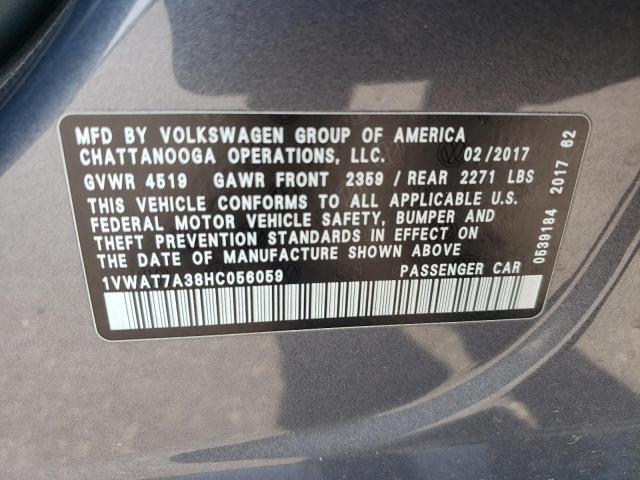 MFD BY VOLKSWAGEN GROUP OF AMERICA
CHATTANOOGA OPERATIONS, LLC. 02/2017
GVWR 4519 GAWR FRONT 2359 / REAR 2271 LBS
THIS VEHICLE CONFORMS TO ALL APPLICABLE U.S.
FEDERAL MOTOR VEHICLE SAFETY, BUMPER AND
THEFT PREVENTION STANDARDS IN EFFECT ON
THE DATE OF MANUFACTURE SHOWN ABOVE
1VWAT7A38HC056059 PASSENGER CAR
0539184 2017 62